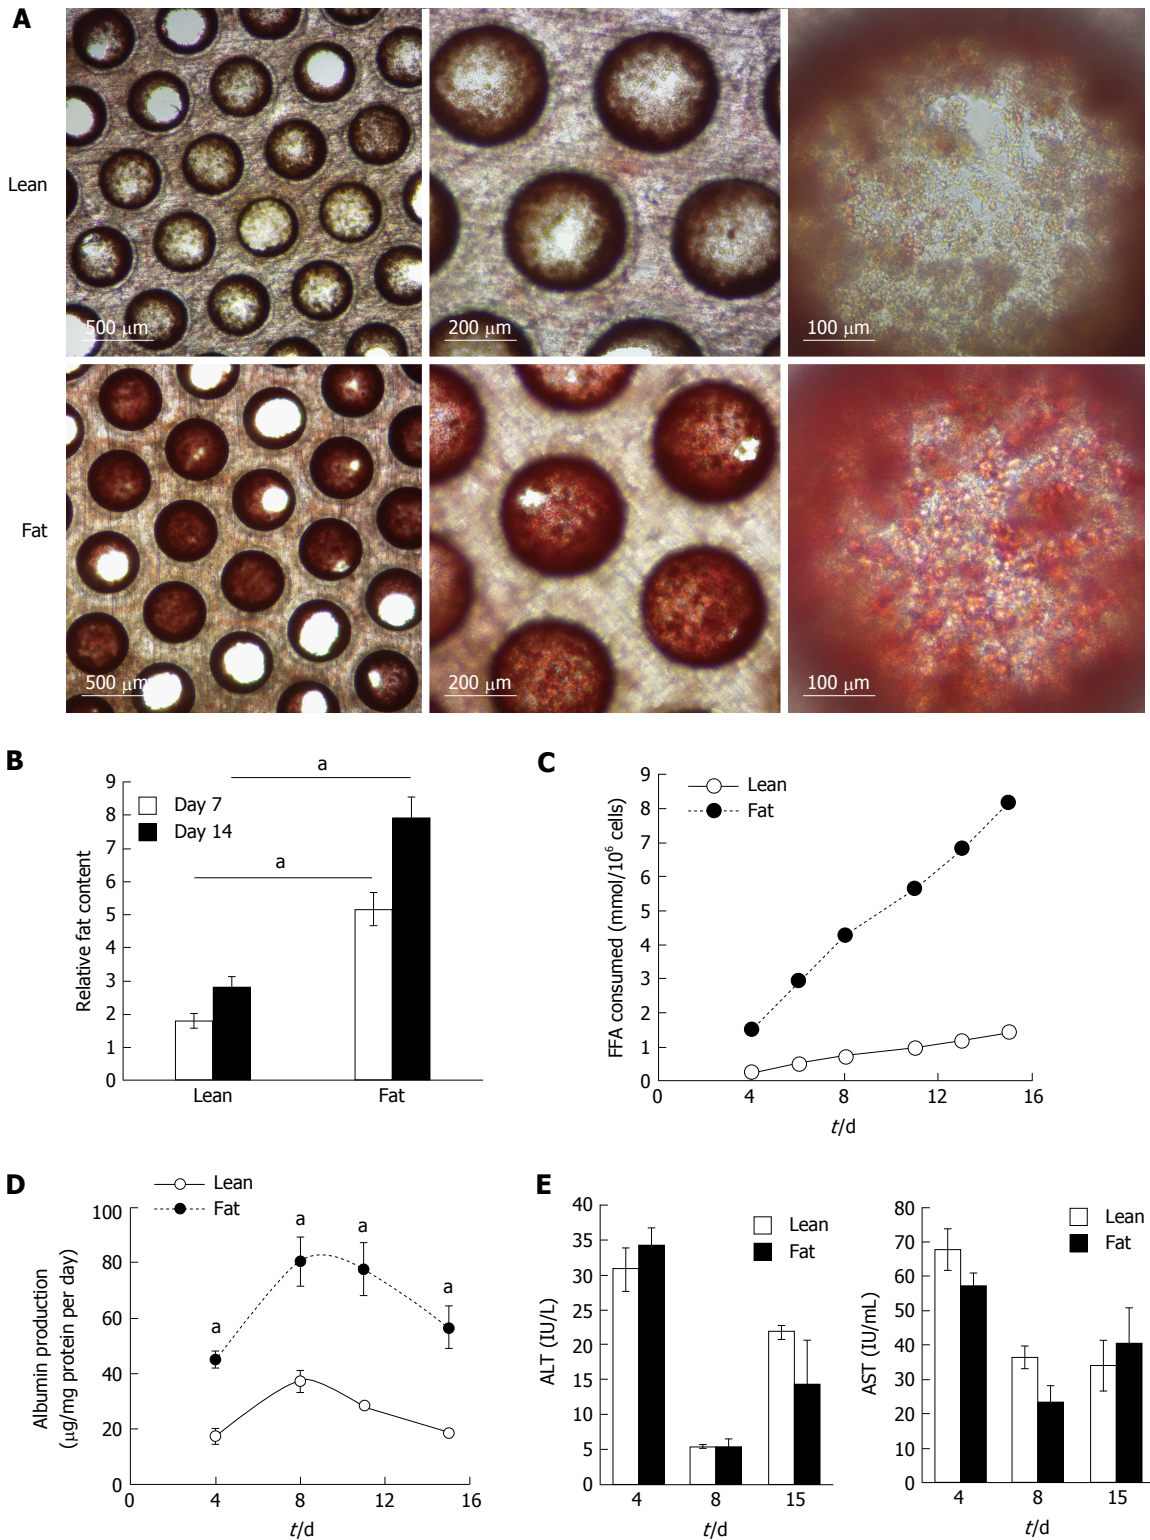 A
Lean
500 μm
200 μm
100 μm
Fat
500 μm
200 μm
100 μm
B
a
a
Day 7
Day 14
Relative fat content
9
8
7
6
5
4
3
2
1
0
Lean
Fat
C
Lean
Fat
FFA consumed (mmol/10⁶ cells)
9
8
7
6
5
4
3
2
1
0
0
4
8
12
16
t/d
D
Lean
Fat
Albumin production
(μg/mg protein per day)
100
80
60
40
20
0
a
a
a
a
0
4
8
12
16
t/d
E
Lean
Fat
ALT (IU/L)
40
35
30
25
20
15
10
5
0
4
8
15
t/d
Lean
Fat
AST (IU/mL)
80
70
60
50
40
30
20
10
0
4
8
15
t/d